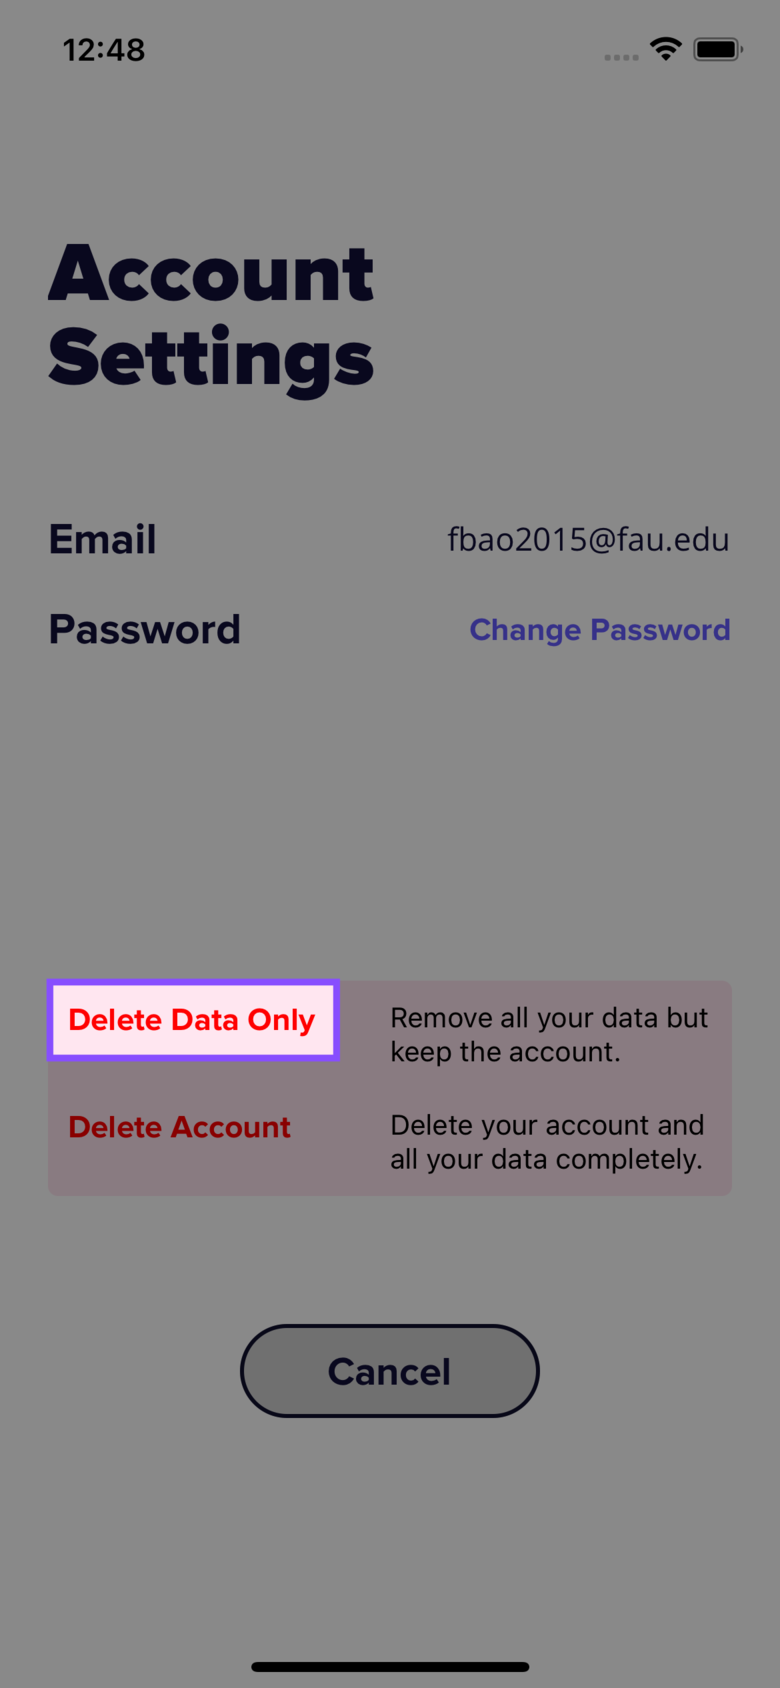 12:48
Account
Settings
Email
fbao2015@fau.edu
Password
Change Password
Delete Data Only
Remove all your data but
keep the account.
Delete Account
Delete your account and
all your data completely.
Cancel